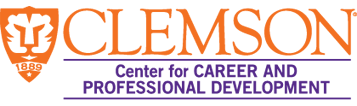 CLEMSON
1889
Center for CAREER AND
PROFESSIONAL DEVELOPMENT